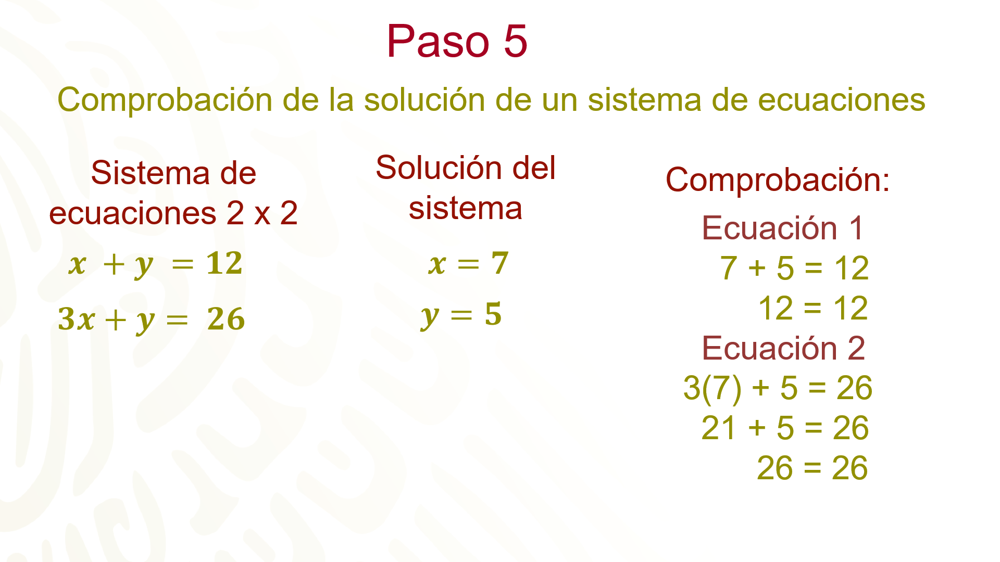 Paso 5
Comprobación de la solución de un sistema de ecuaciones
Sistema de
ecuaciones 2 x 2
x + y = 12
3x + y = 26
Solución del
sistema
x = 7
y = 5
Comprobación:
Ecuación 1
7 + 5 = 12
12 = 12
Ecuación 2
3(7) + 5 = 26
21 + 5 = 26
26 = 26